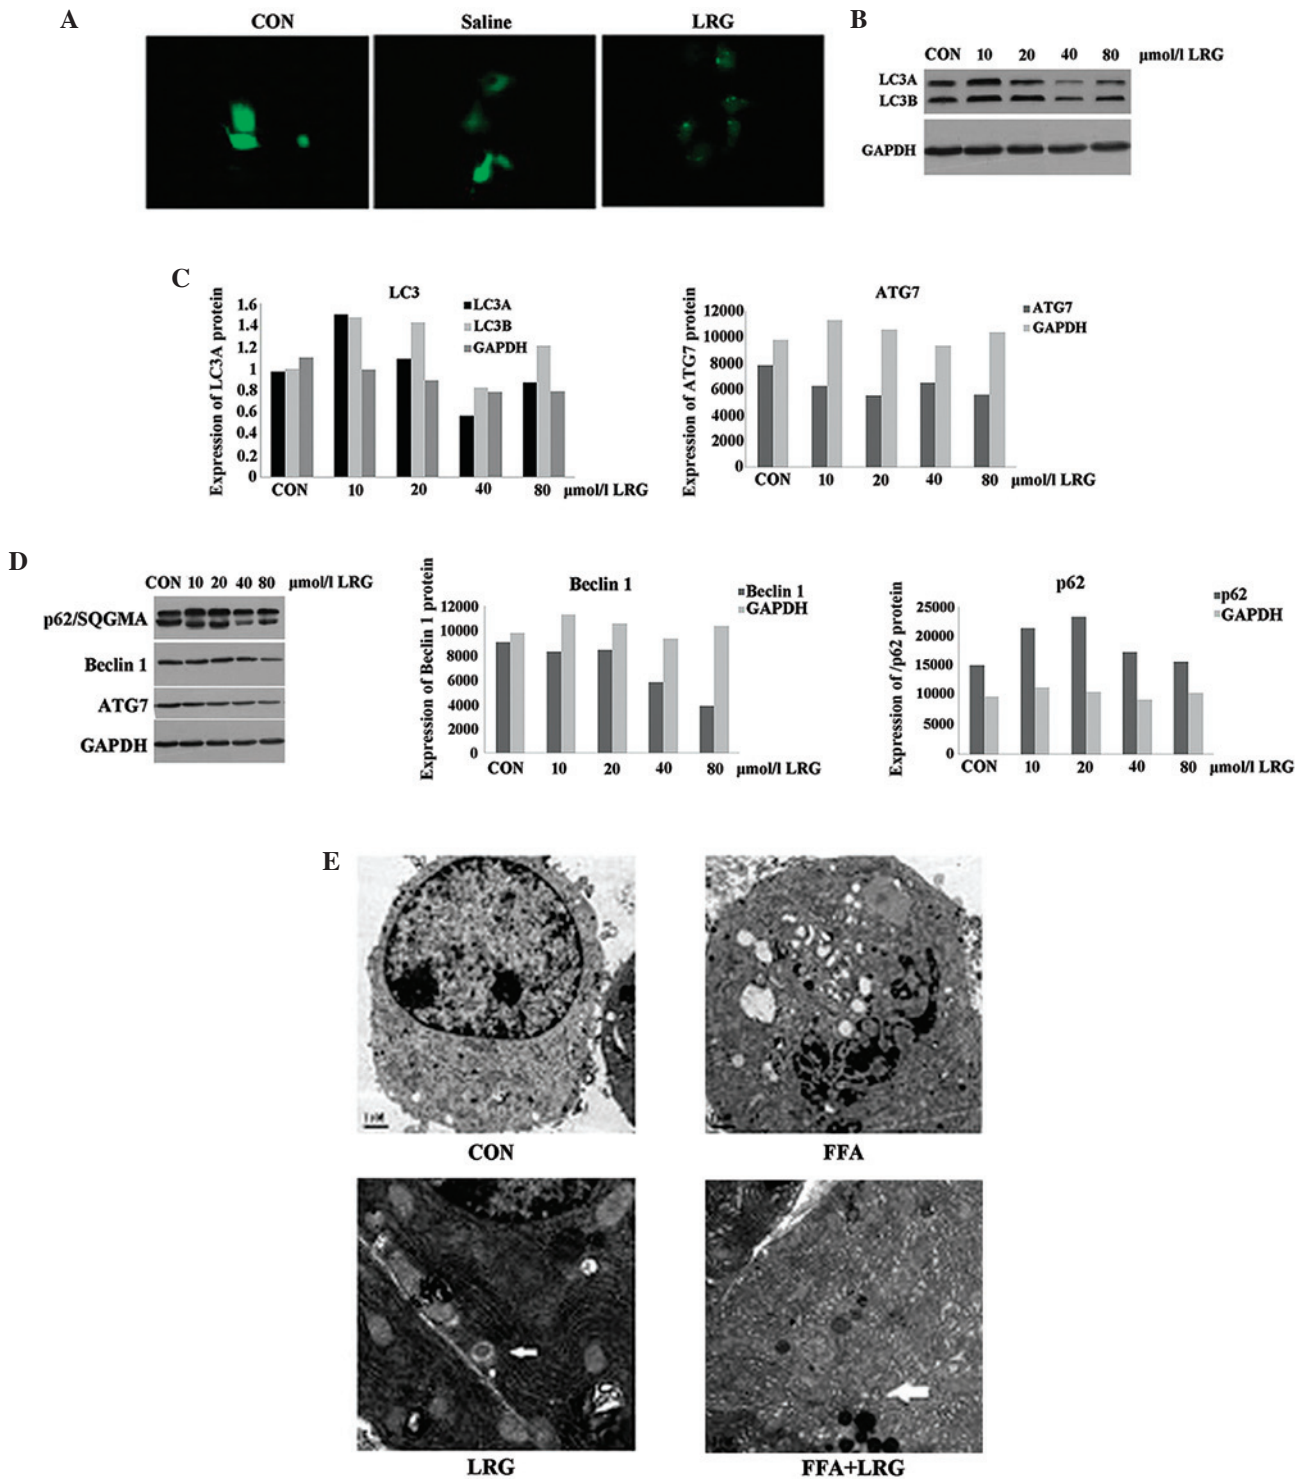 A
CON
Saline
LRG
B
CON 10 20 40 80 µmol/l LRG
LC3A
LC3B
GAPDH
C
LC3
Expression of LC3A protein
1.6
1.4
1.2
1
0.8
0.6
0.4
0.2
0
LC3A
LC3B
GAPDH
CON 10 20 40 80 µmol/l LRG
ATG7
Expression of ATG7 protein
12000
10000
8000
6000
4000
2000
0
ATG7
GAPDH
CON 10 20 40 80 µmol/l LRG
D
CON 10 20 40 80 µmol/l LRG
p62/SQGMA
Beclin 1
ATG7
GAPDH
Beclin 1
Expression of Beclin 1 protein
12000
10000
8000
6000
4000
2000
0
Beclin 1
GAPDH
CON 10 20 40 80 µmol/l LRG
p62
Expression of /p62 protein
25000
20000
15000
10000
5000
0
p62
GAPDH
CON 10 20 40 80 µmol/l LRG
E
CON
FFA
LRG
FFA+LRG